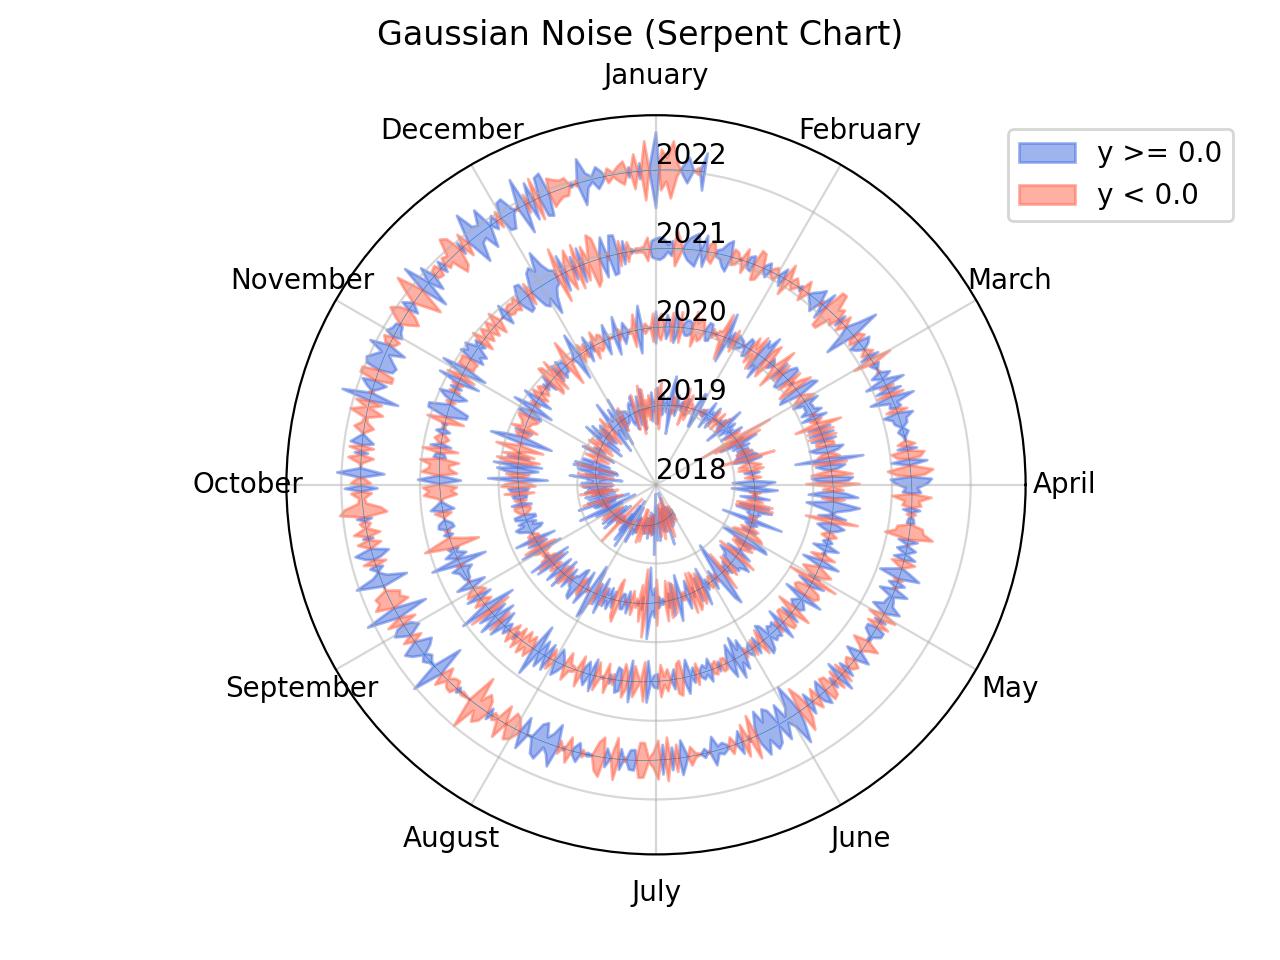 Gaussian Noise (Serpent Chart)
January
December
February
y >= 0.0
y < 0.0
2022
2021
November
March
2020
2019
2018
October
April
September
May
August
June
July